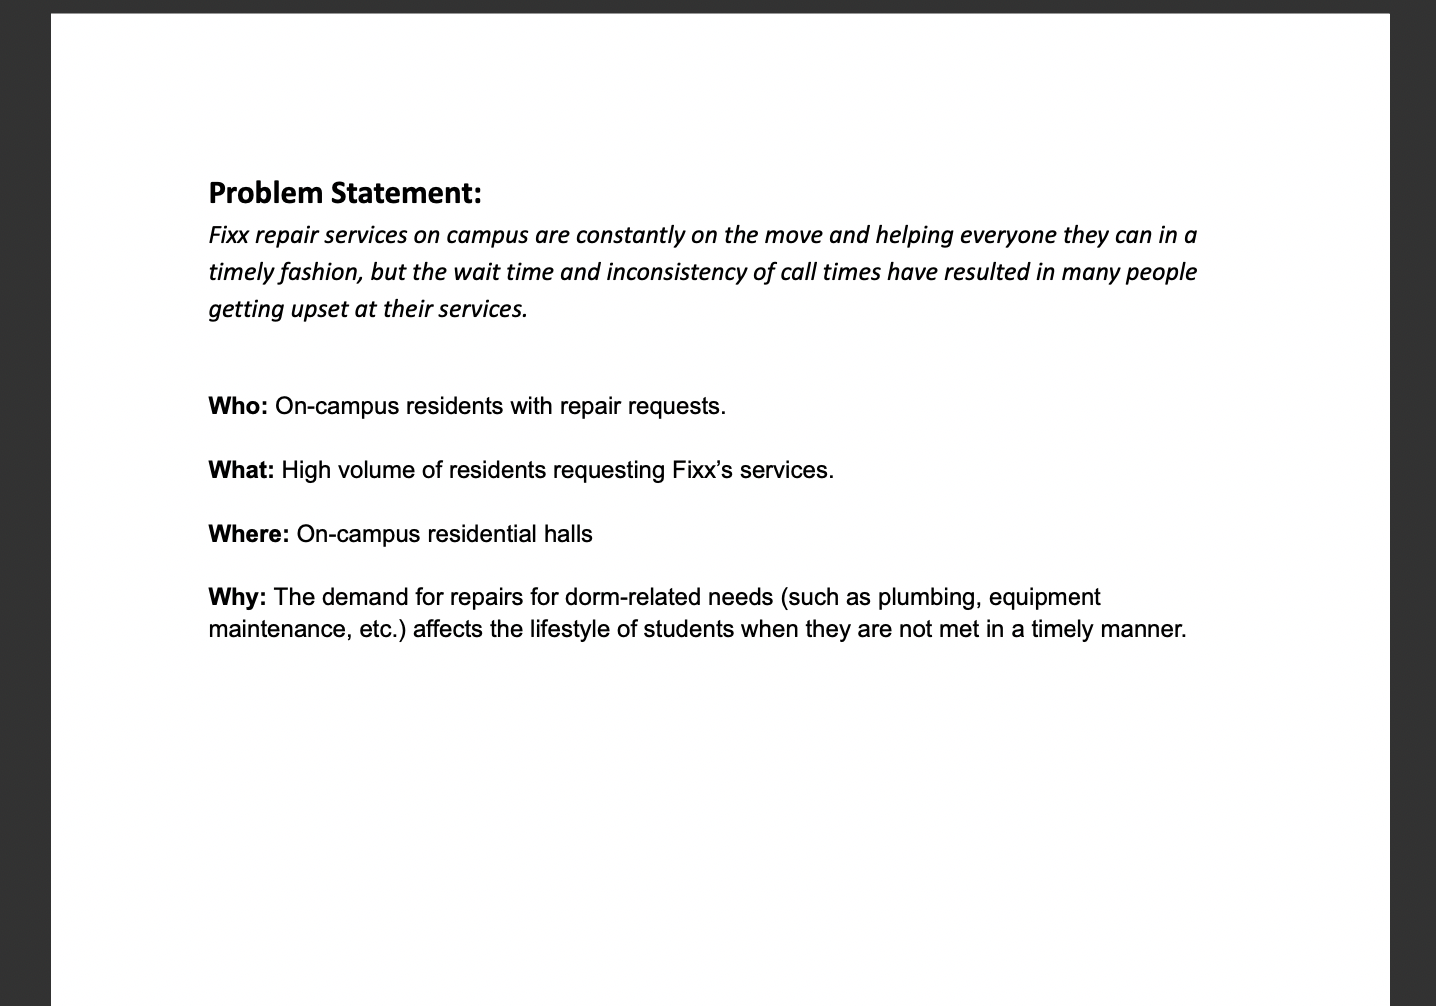 Problem Statement:
Fixx repair services on campus are constantly on the move and helping everyone they can in a
timely fashion, but the wait time and inconsistency of call times have resulted in many people
getting upset at their services.
Who: On-campus residents with repair requests.
What: High volume of residents requesting Fixx’s services.
Where: On-campus residential halls
Why: The demand for repairs for dorm-related needs (such as plumbing, equipment
maintenance, etc.) affects the lifestyle of students when they are not met in a timely manner.